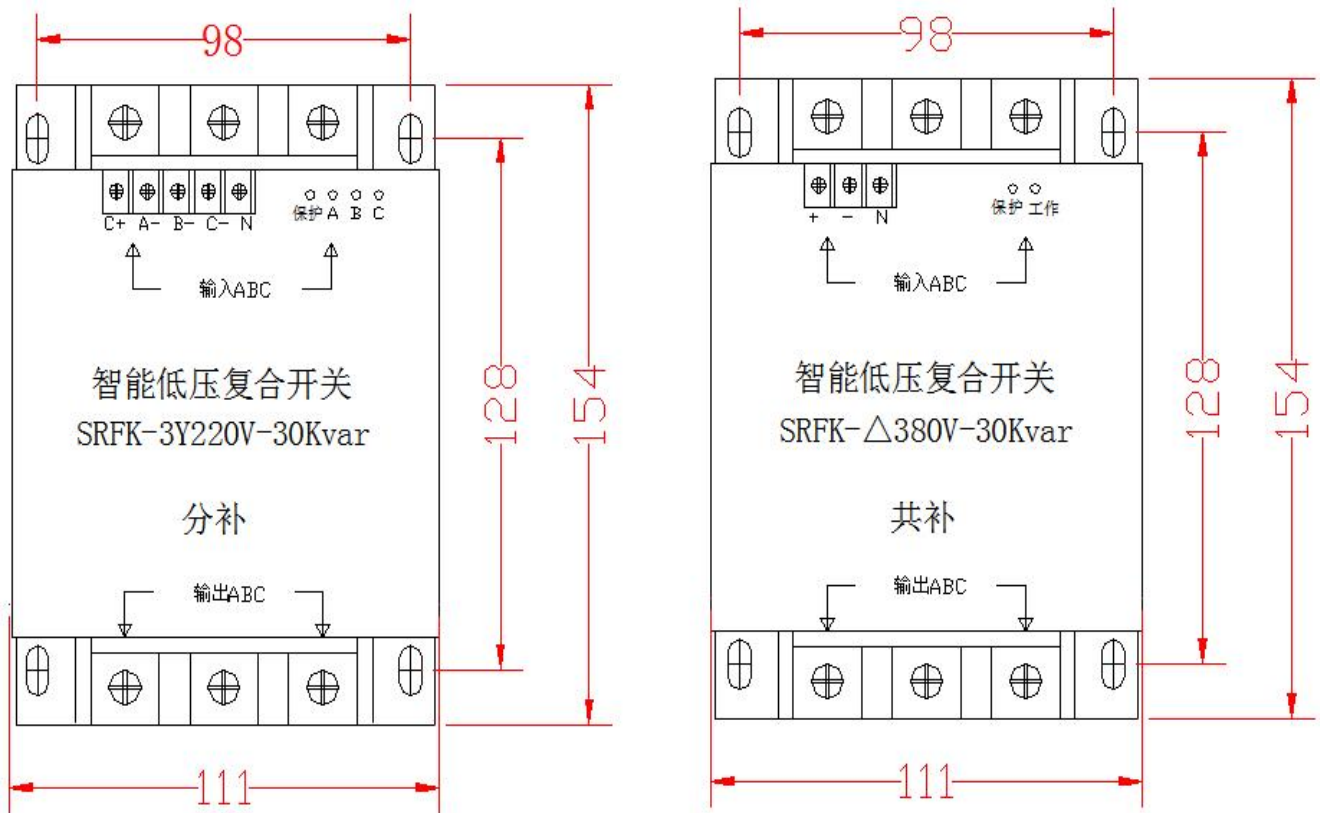 98
C+ A- B- C- N
保护 A B C
输入ABC
智能低压复合开关
SRFK-3Y220V-30Kvar
分补
输出ABC
128
154
111
98
+ - N
保护 工作
输入ABC
智能低压复合开关
SRFK-△380V-30Kvar
共补
输出ABC
128
154
111